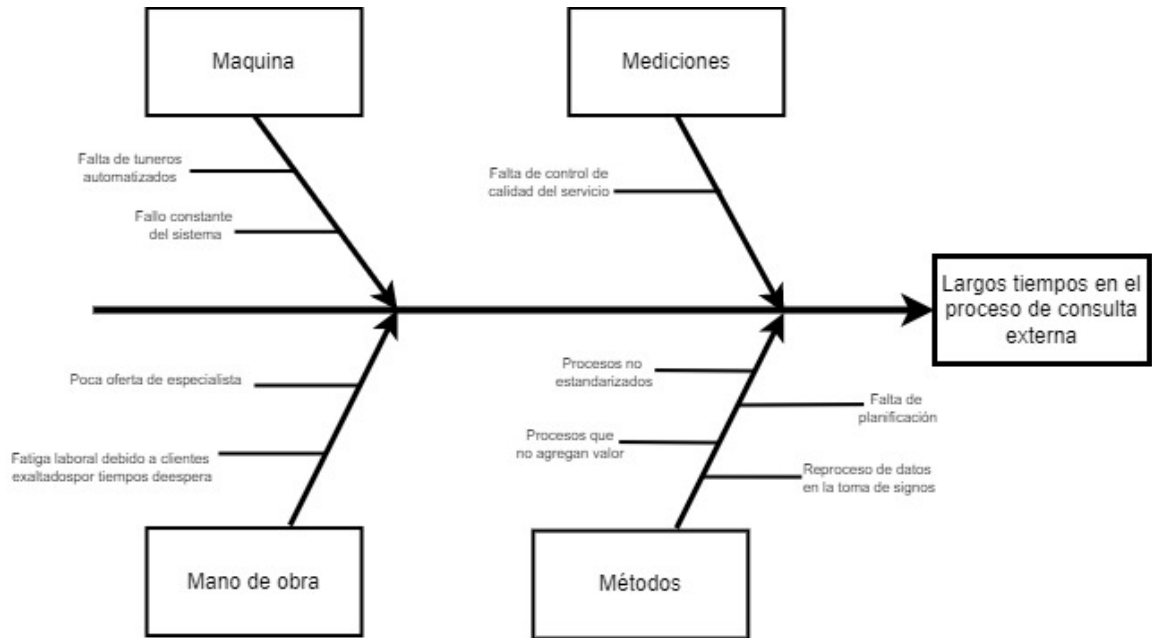 Maquina
Mediciones
Falta de tuneros
automatizados
Falta de control de
calidad del servicio
Fallo constante
del sistema
Largos tiempos en el
proceso de consulta
externa
Procesos no
estandarizados
Poca oferta de especialista
Falta de
planificación
Procesos que
no agregan valor
Fatiga laboral debido a clientes
exaltadospor tiempos deespera
Reproceso de datos
en la toma de signos
Mano de obra
Métodos